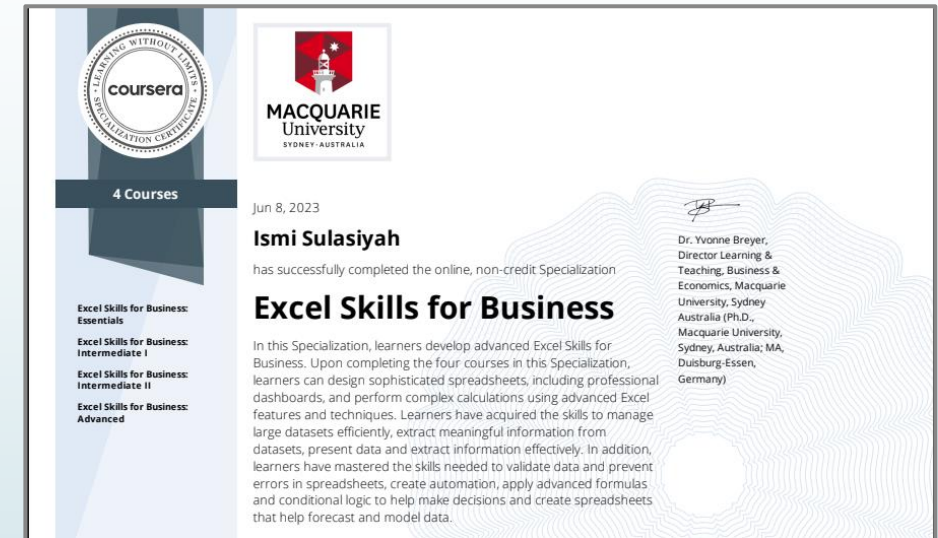 LEARNING WITHOUT LIMITS
coursera
SPECIALIZATION CERTIFICATE
4 Courses
Excel Skills for Business:
Essentials
Excel Skills for Business:
Intermediate I
Excel Skills for Business:
Intermediate II
Excel Skills for Business:
Advanced
MACQUARIE
University
SYDNEY·AUSTRALIA
Jun 8, 2023
Ismi Sulasiyah
has successfully completed the online, non-credit Specialization
Excel Skills for Business
In this Specialization, learners develop advanced Excel Skills for
Business. Upon completing the four courses in this Specialization,
learners can design sophisticated spreadsheets, including professional
dashboards, and perform complex calculations using advanced Excel
features and techniques. Learners have acquired the skills to manage
large datasets efficiently, extract meaningful information from
datasets, present data and extract information effectively. In addition,
learners have mastered the skills needed to validate data and prevent
errors in spreadsheets, create automation, apply advanced formulas
and conditional logic to help make decisions and create spreadsheets
that help forecast and model data.
Dr. Yvonne Breyer,
Director Learning &
Teaching, Business &
Economics, Macquarie
University, Sydney
Australia (Ph.D.,
Macquarie University,
Sydney, Australia; MA,
Duisburg-Essen,
Germany)